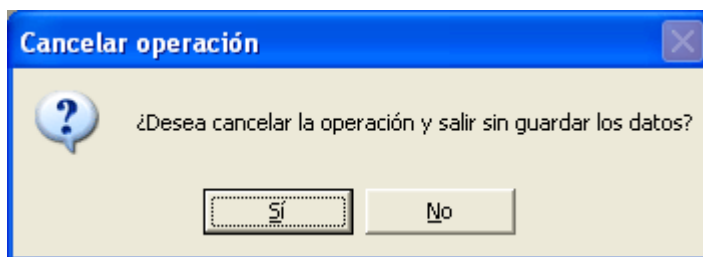 Cancelar operación
¿Desea cancelar la operación y salir sin guardar los datos?
Sí
No